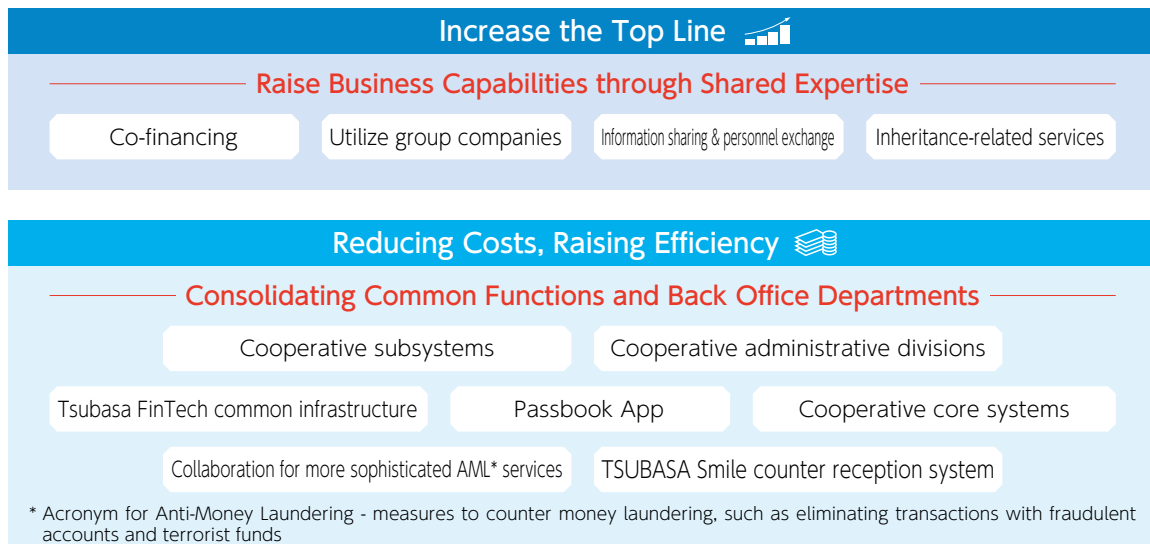 Increase the Top Line
Raise Business Capabilities through Shared Expertise
Co-financing
Utilize group companies
Information sharing & personnel exchange
Inheritance-related services
Reducing Costs, Raising Efficiency
Consolidating Common Functions and Back Office Departments
Cooperative subsystems
Cooperative administrative divisions
Tsubasa FinTech common infrastructure
Passbook App
Cooperative core systems
Collaboration for more sophisticated AML* services
TSUBASA Smile counter reception system
* Acronym for Anti-Money Laundering - measures to counter money laundering, such as eliminating transactions with fraudulent
accounts and terrorist funds